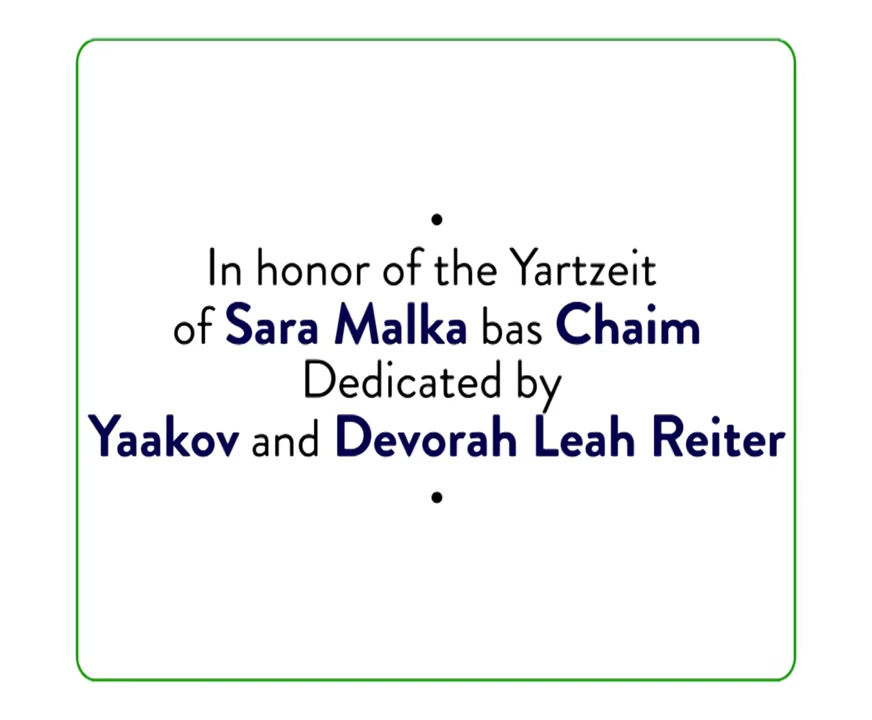 •
In honor of the Yartzeit
of Sara Malka bas Chaim
Dedicated by
Yaakov and Devorah Leah Reiter
•